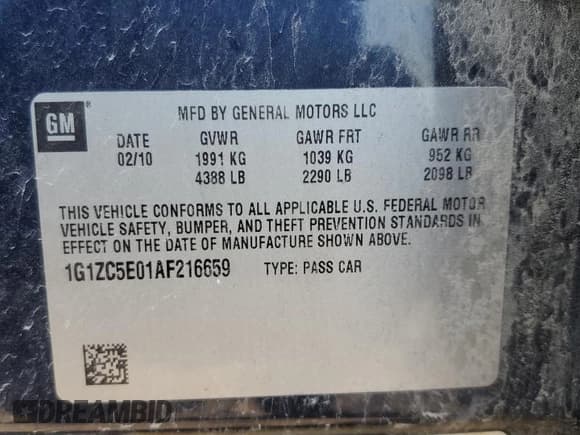 GM ®
MFD BY GENERAL MOTORS LLC
DATE GVWR GAWR FRT GAWR RR
02/10 1991 KG 1039 KG 952 KG
4388 LB 2290 LB 2098 LB
THIS VEHICLE CONFORMS TO ALL APPLICABLE U.S. FEDERAL MOTOR
VEHICLE SAFETY, BUMPER, AND THEFT PREVENTION STANDARDS IN
EFFECT ON THE DATE OF MANUFACTURE SHOWN ABOVE.
1G1ZC5E01AF216659 TYPE: PASS CAR
DREAMBID